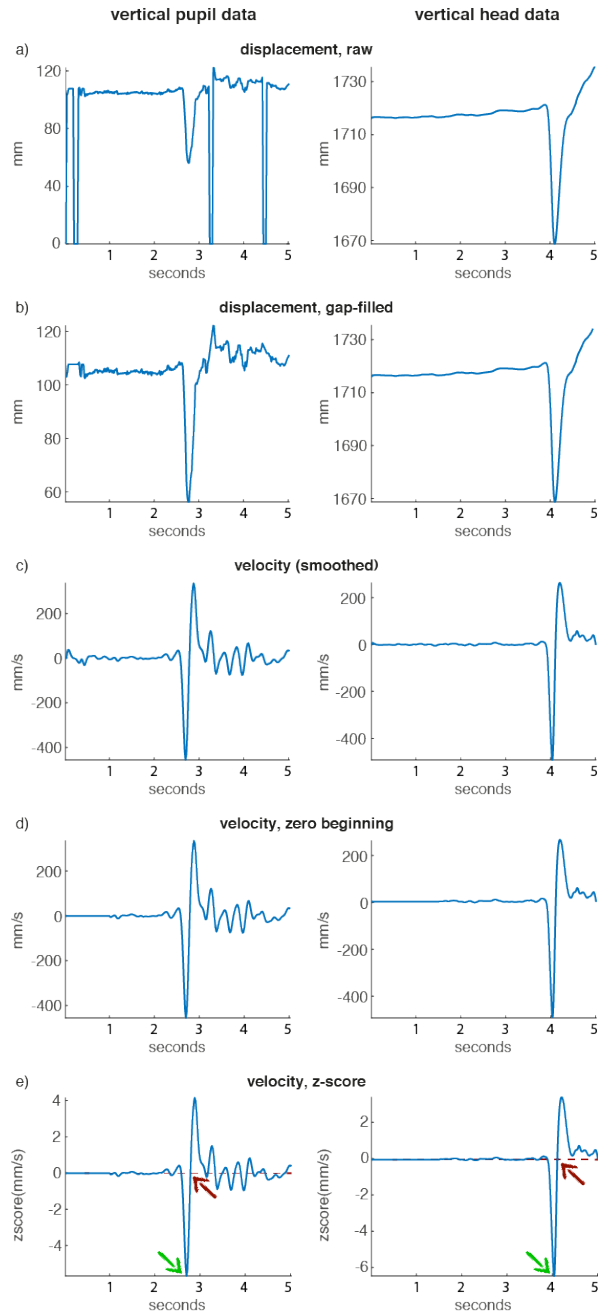 vertical pupil data vertical head data
a) displacement, raw
120 1730
80 1710
mm mm
40 1690
0 1670
1 2 3 4 5 1 2 3 4 5
seconds seconds
b) displacement, gap-filled
120 1730
100 1710
mm mm
80 1690
60 1670
1 2 3 4 5 1 2 3 4 5
seconds seconds
c) velocity (smoothed)
200 200
0 0
mm/s mm/s
-200 -200
-400 -400
1 2 3 4 5 1 2 3 4 5
seconds seconds
d) velocity, zero beginning
200 200
0 0
mm/s mm/s
-200 -200
-400 -400
1 2 3 4 5 1 2 3 4 5
seconds seconds
e) velocity, z-score
4 2
2 0
0 -2
zscore(mm/s) zscore(mm/s)
-2 -4
-4 -6
1 2 3 4 5 1 2 3 4 5
seconds seconds